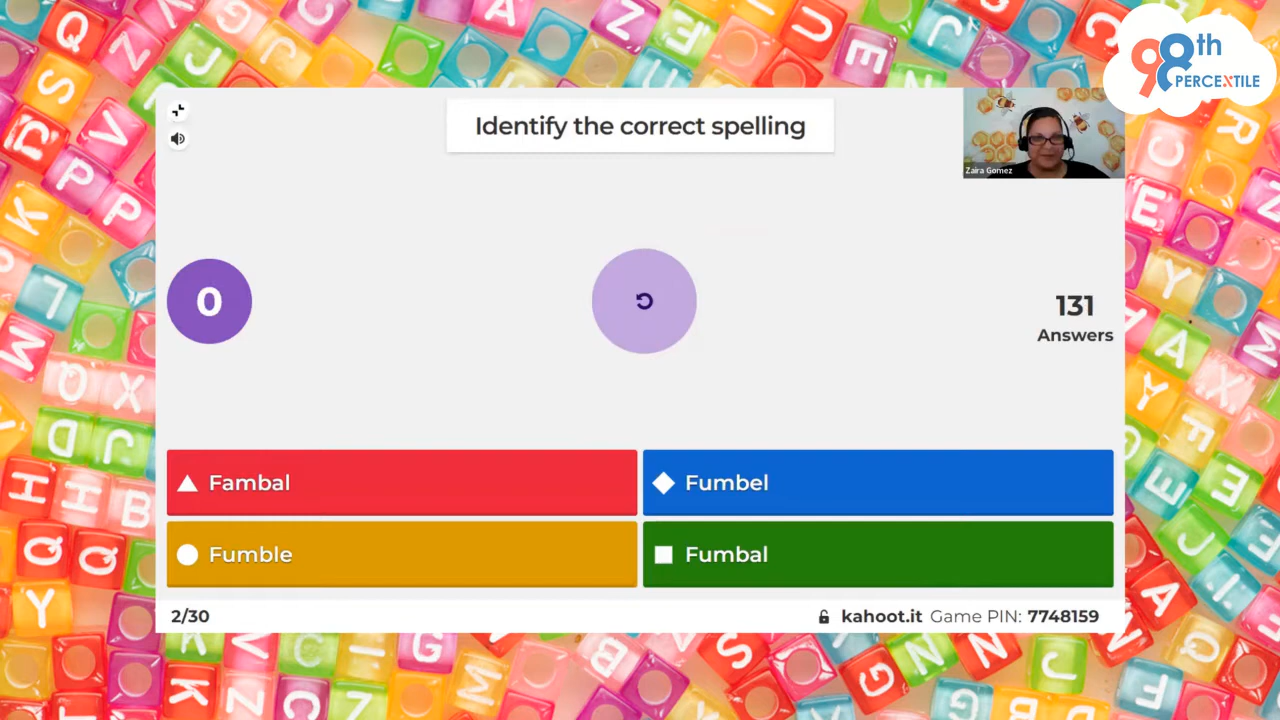 98th
PERCEXTILE
Identify the correct spelling
Zaira Gomez
0
131
Answers
Fambal
Fumbel
Fumble
Fumbal
2/30
kahoot.it Game PIN: 7748159